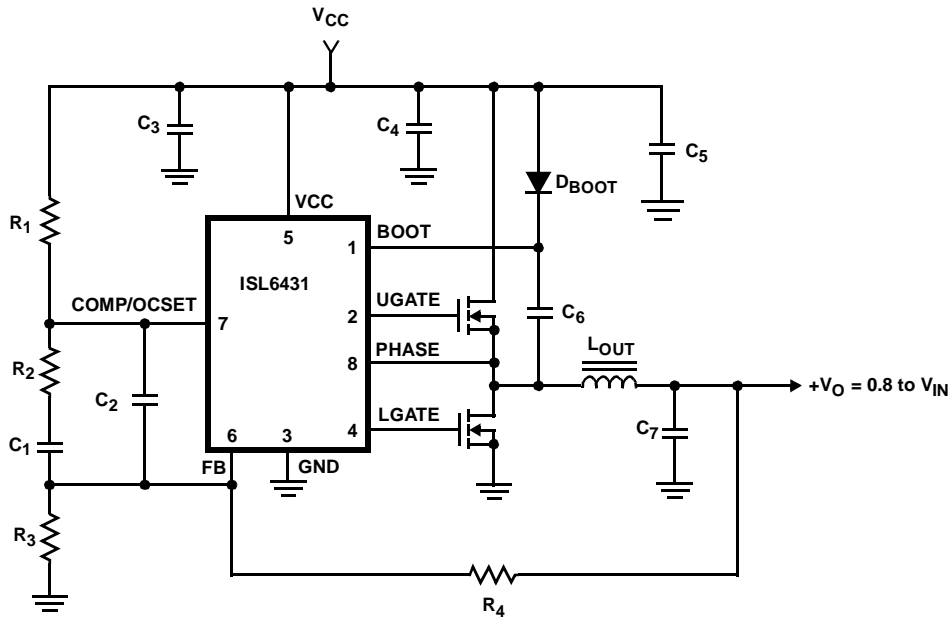 VCC
C3
C4
C5
DBOOT
R1
VCC
5
BOOT
1
ISL6431
COMP/OCSET
7
UGATE
2
C6
R2
C2
PHASE
8
LOUT
+VO = 0.8 to VIN
C1
LGATE
4
C7
6
3
FB
GND
R3
R4